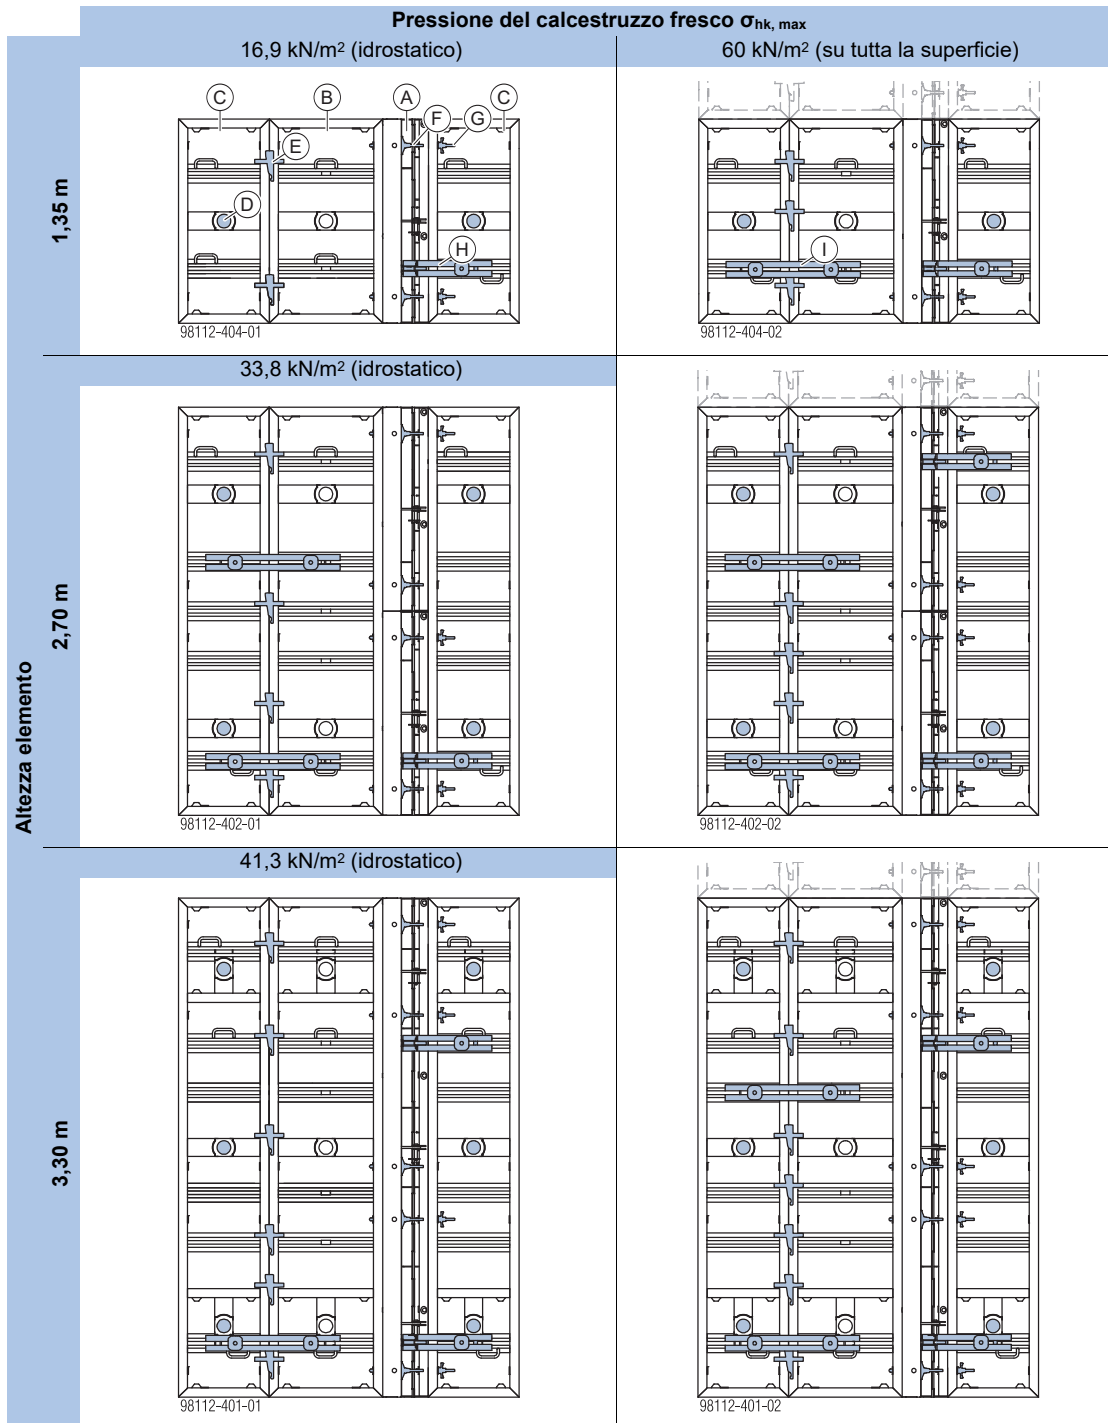 Pressione del calcestruzzo fresco σhk, max
16,9 kN/m² (idrostatico)
60 kN/m² (su tutta la superficie)
Altezza elemento
1,35 m
C
B
A
C
F
G
E
D
H
98112-404-01
I
98112-404-02
2,70 m
33,8 kN/m² (idrostatico)
98112-402-01
98112-402-02
3,30 m
41,3 kN/m² (idrostatico)
98112-401-01
98112-401-02